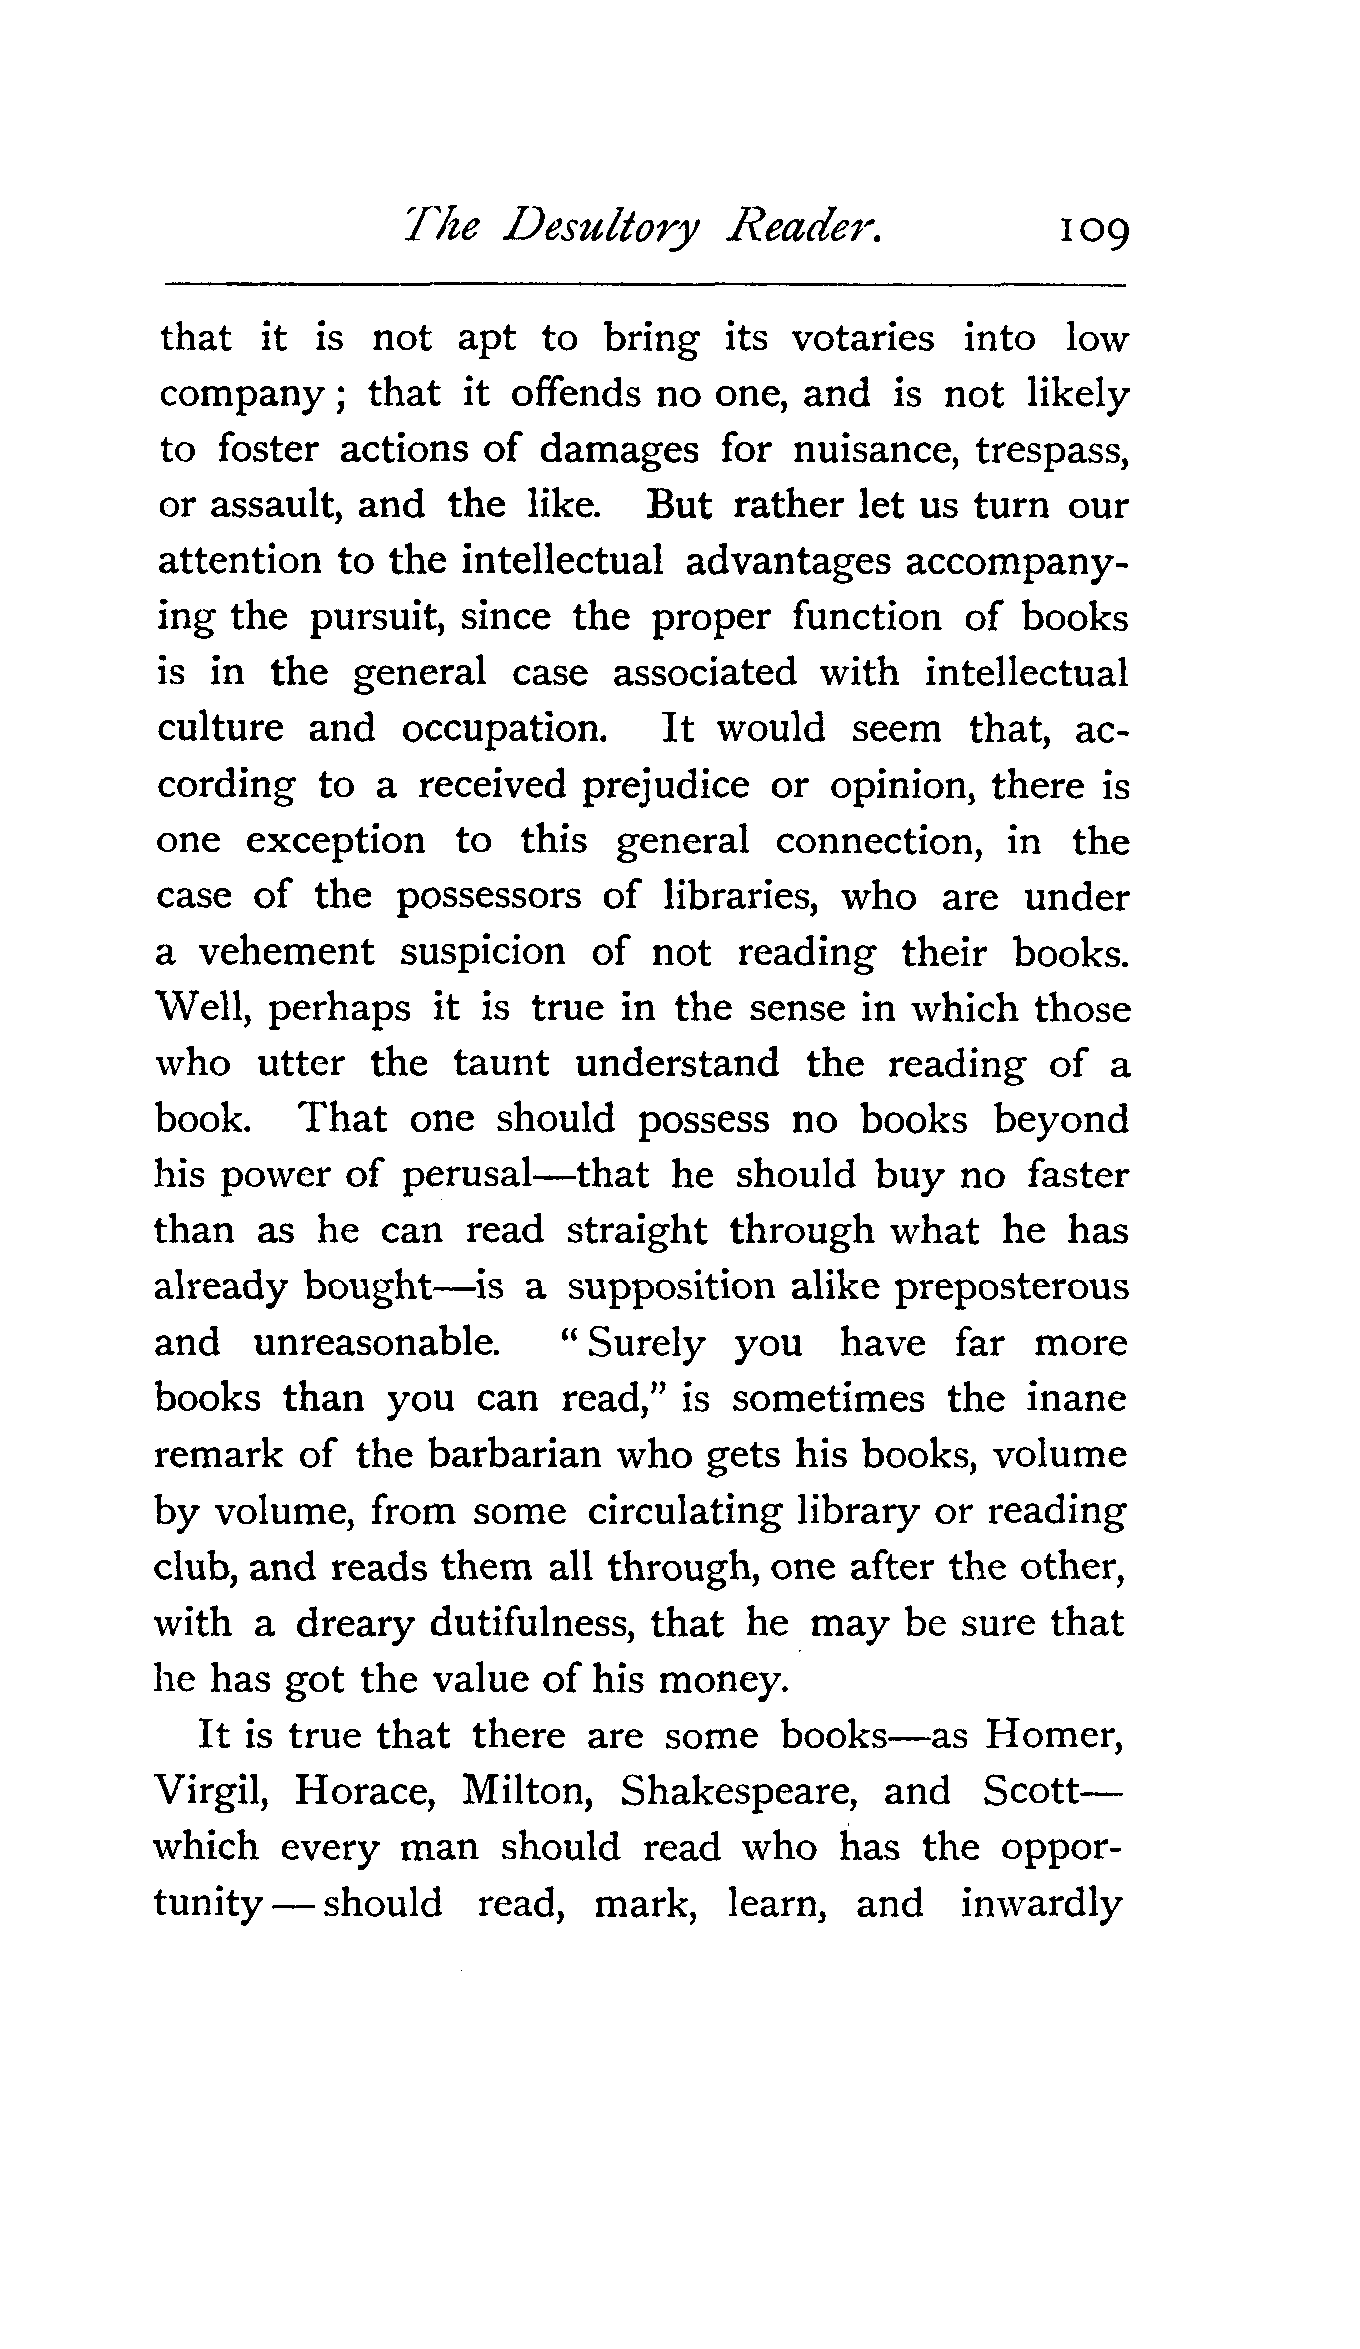 The Desultory Reader. 109
that it is not apt to bring its votaries into low
company ; that it offends no one, and is not likely
to foster actions of damages for nuisance, trespass,
or assault, and the like. But rather let us turn our
attention to the intellectual advantages accompany-
ing the pursuit, since the proper function of books
is in the general case associated with intellectual
culture and occupation. It would seem that, ac-
cording to a received prejudice or opinion, there is
one exception to this general connection, in the
case of the possessors of libraries, who are under
a vehement suspicion of not reading their books.
Well, perhaps it is true in the sense in which those
who utter the taunt understand the reading of a
book. That one should possess no books beyond
his power of perusal—that he should buy no faster
than as he can read straight through what he has
already bought—is a supposition alike preposterous
and unreasonable. “ Surely you have far more
books than you can read,” is sometimes the inane
remark of the barbarian who gets his books, volume
by volume, from some circulating library or reading
club, and reads them all through, one after the other,
with a dreary dutifulness, that he may be sure that
he has got the value of his money.
It is true that there are some books—as Homer,
Virgil, Horace, Milton, Shakespeare, and Scott—
which every man should read who has the oppor-
tunity — should read, mark, learn, and inwardly